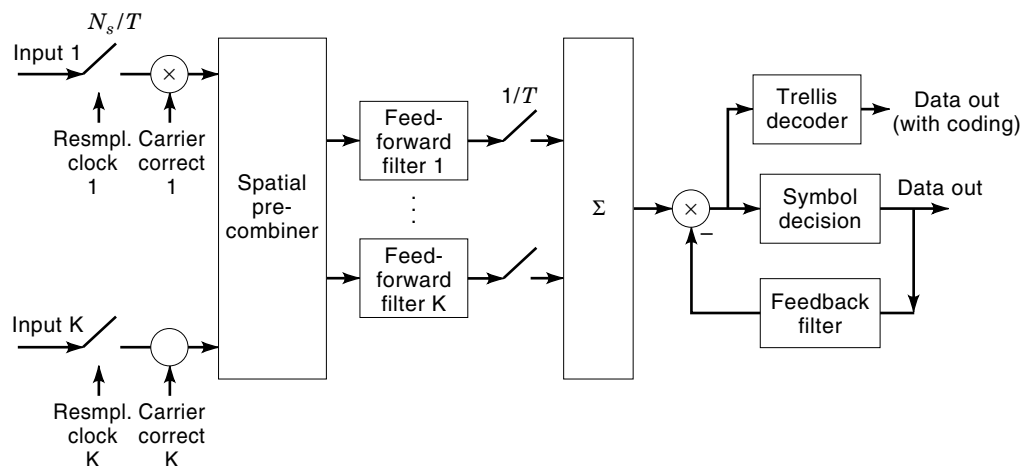 N_s/T
Input 1
×
Resmpl.
clock
1
Carrier
correct
1
Spatial
pre-
combiner
Feed-
forward
filter 1
1/T
. . . .
Feed-
forward
filter K
Σ
×
−
Trellis
decoder
Data out
(with coding)
Symbol
decision
Data out
Feedback
filter
Input K
Resmpl.
clock
K
Carrier
correct
K